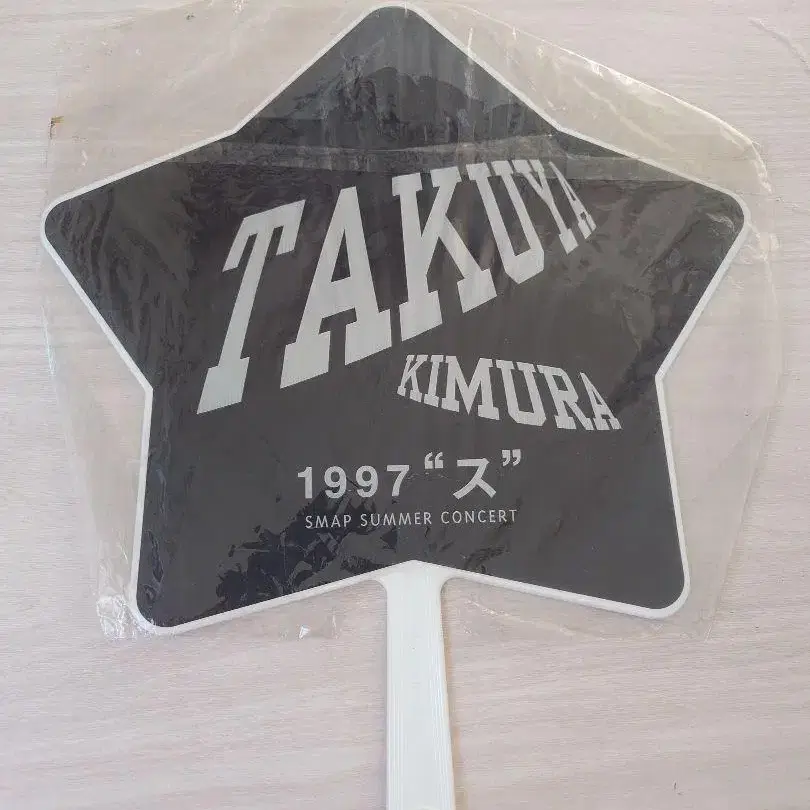 TAKUYA
KIMURA
1997 “ス”
SMAP SUMMER CONCERT